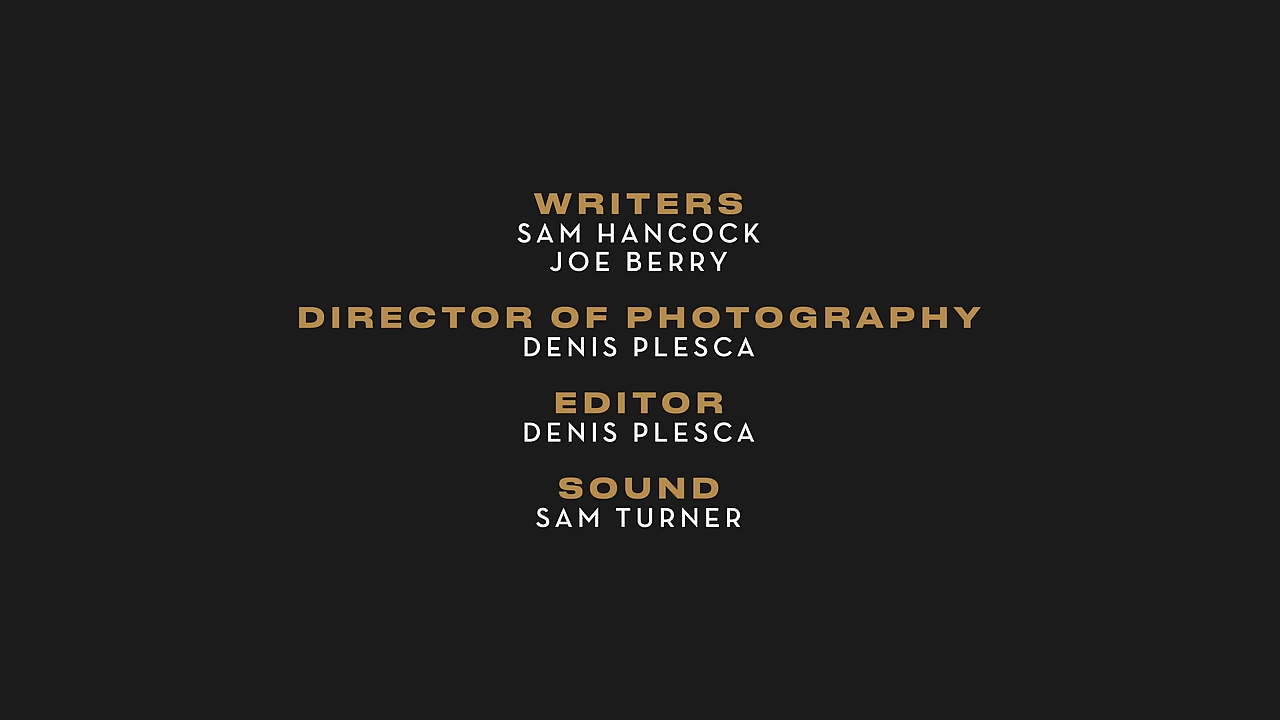 WRITERS
SAM HANCOCK
JOE BERRY
DIRECTOR OF PHOTOGRAPHY
DENIS PLESCA
EDITOR
DENIS PLESCA
SOUND
SAM TURNER